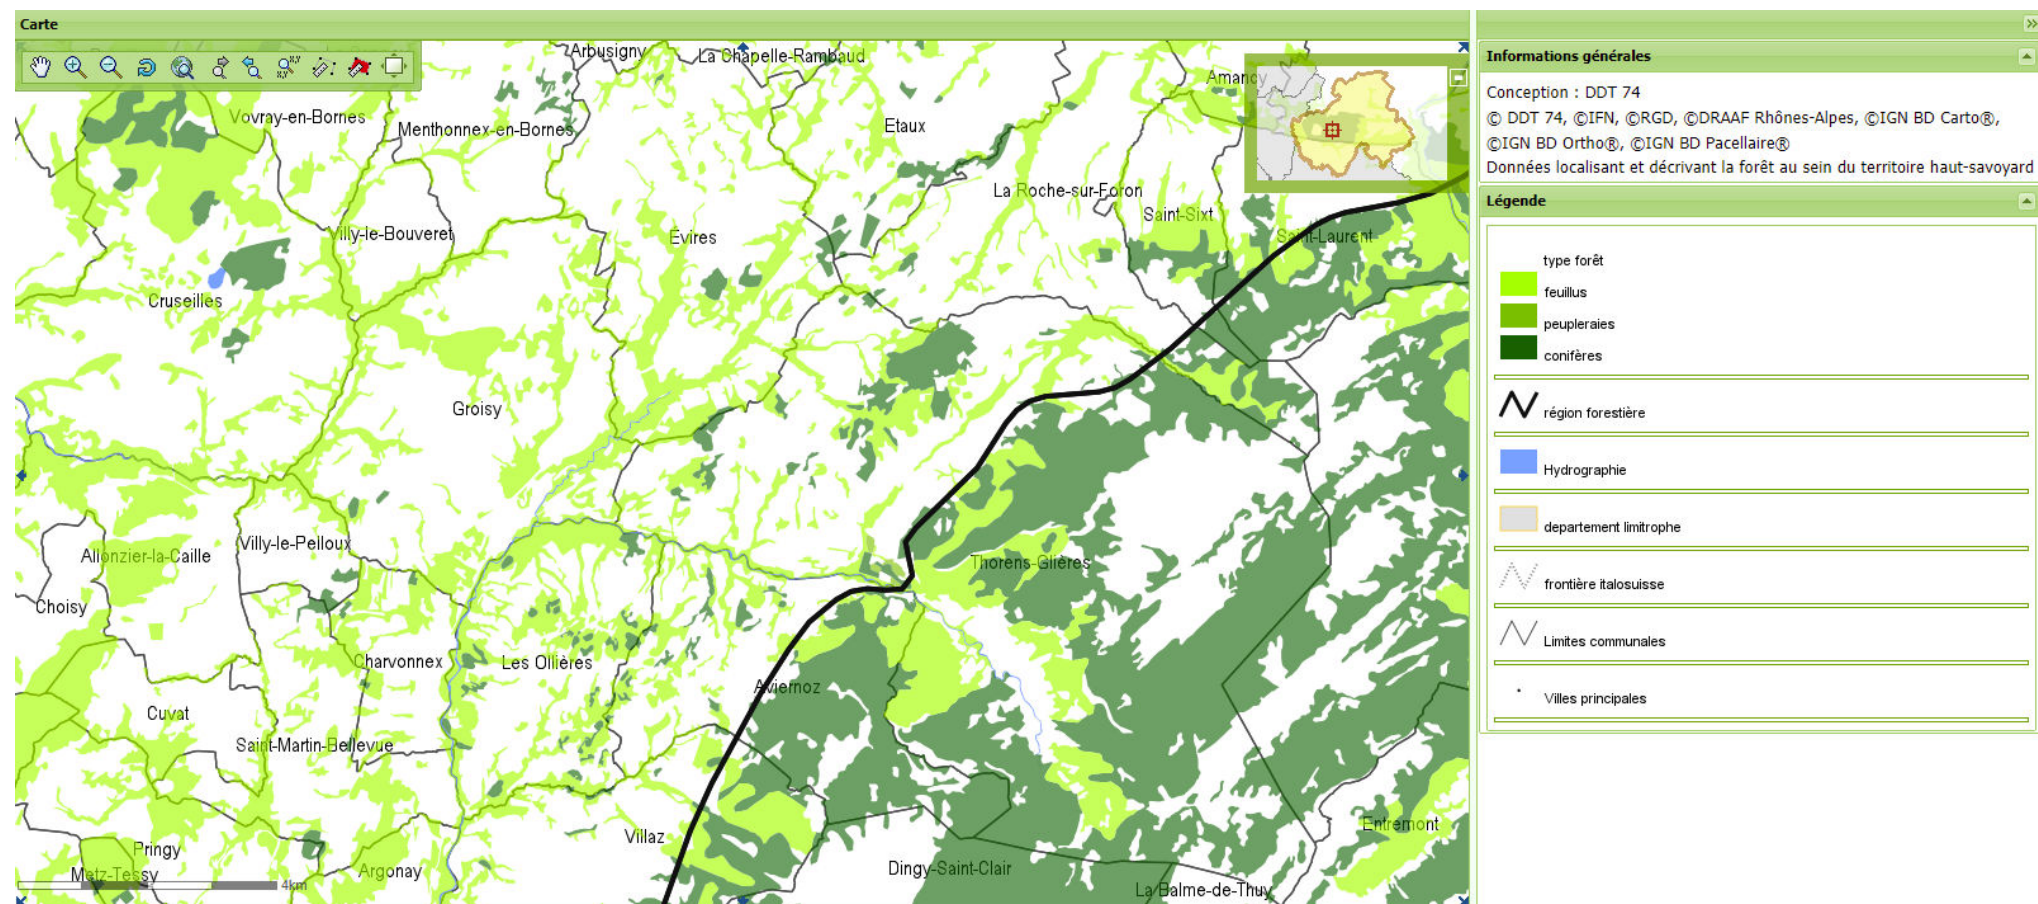 Carte
Arbusigny
La Chapelle-Rambaud
Amancy
Vovray-en-Bornes
Menthonnex-en-Bornes
Etaux
La Roche-sur-Foron
Saint-Sixt
Saint-Laurent
Villy-le-Bouveret
Évires
Cruseilles
Groisy
Villy-le-Pelloux
Allonzier-la-Caille
Thorens-Glières
Choisy
Charvonnex
Les Ollières
Aviernoz
Cuvat
Saint-Martin-Bellevue
Villaz
Entremont
Pringy
Metz-Tessy
Argonay
Dingy-Saint-Clair
La Balme-de-Thuy
4km
Informations générales
Conception : DDT 74
© DDT 74, ©IFN, ©RGD, ©DRAAF Rhônes-Alpes, ©IGN BD Carto®,
©IGN BD Ortho®, ©IGN BD Pacellaire®
Données localisant et décrivant la forêt au sein du territoire haut-savoyard
Légende
type forêt
feuillus
peupleraies
conifères
région forestière
Hydrographie
departement limitrophe
frontière italosuisse
Limites communales
Villes principales